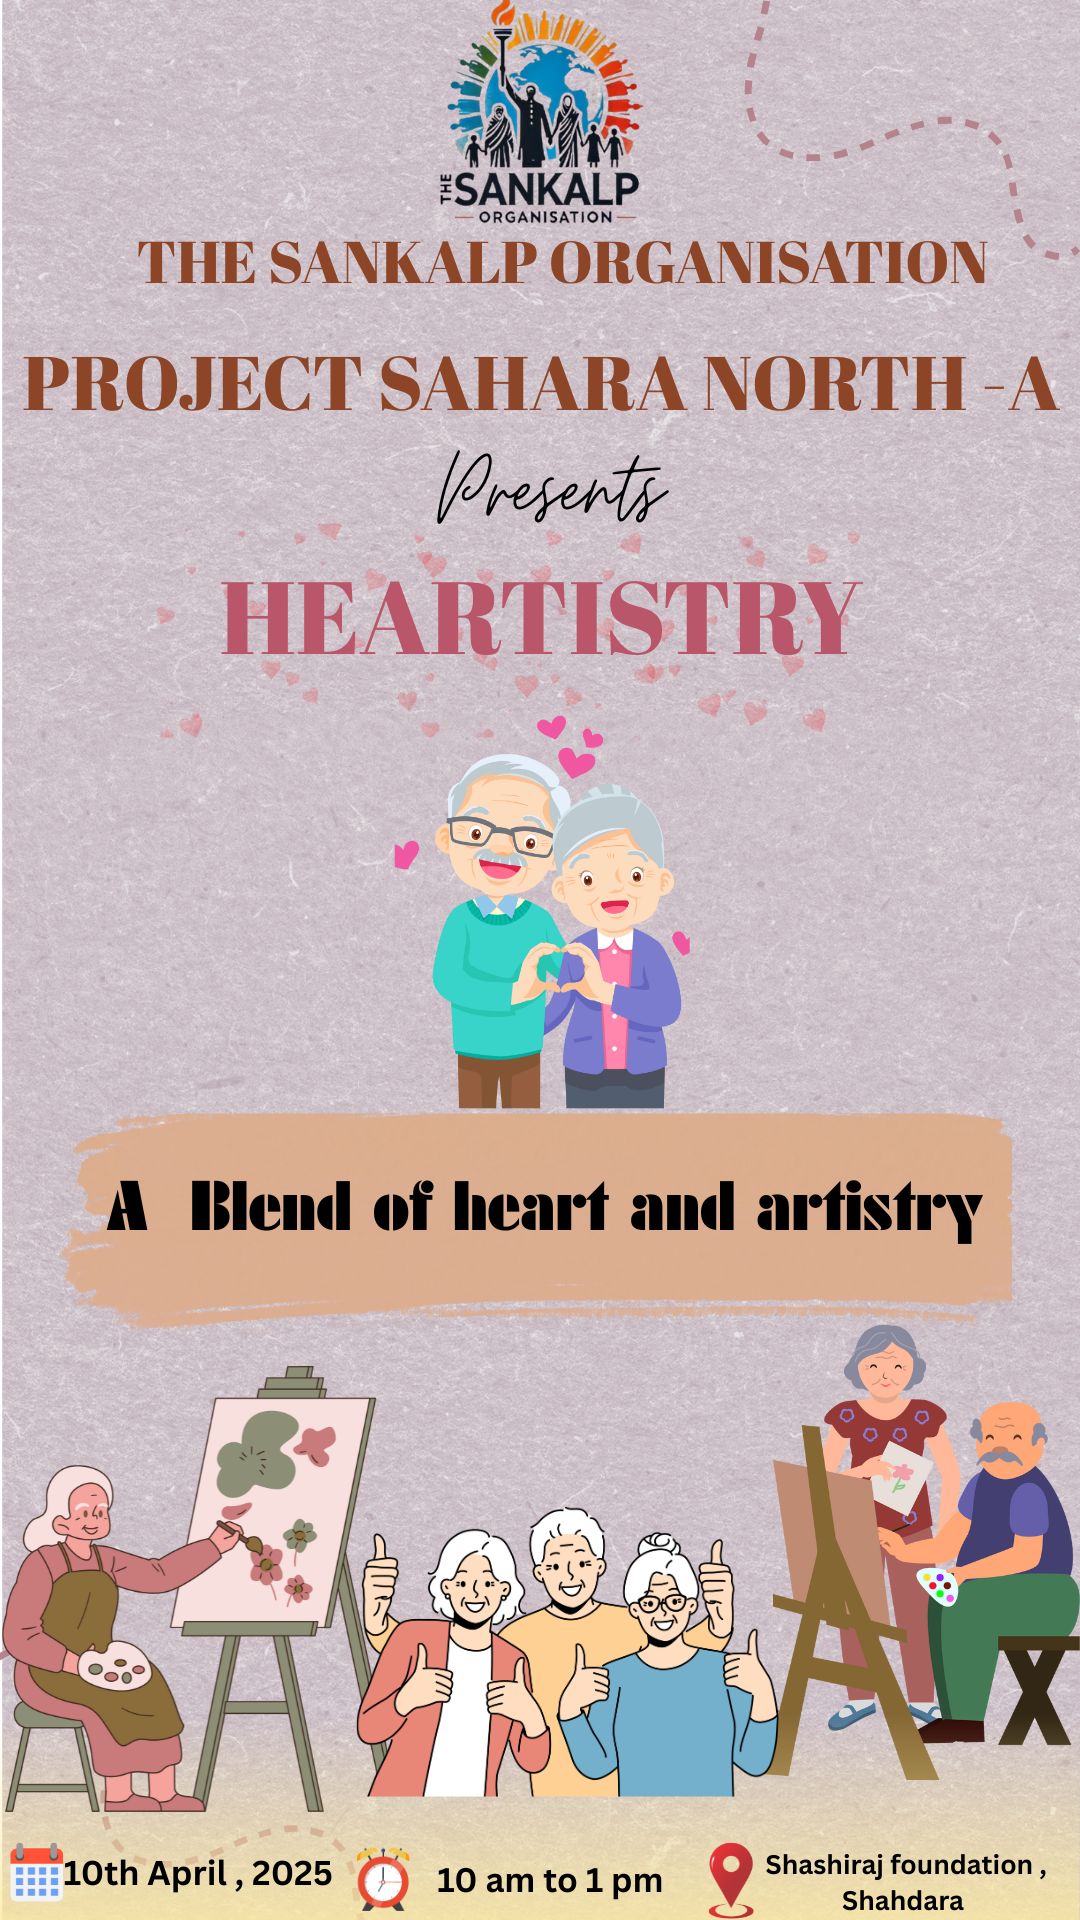 THE SANKALP
ORGANISATION
THE SANKALP ORGANISATION
PROJECT SAHARA NORTH -A
Presents
HEARTISTRY
A Blend of heart and artistry
10th April , 2025
10 am to 1 pm
Shashiraj foundation ,
Shahdara